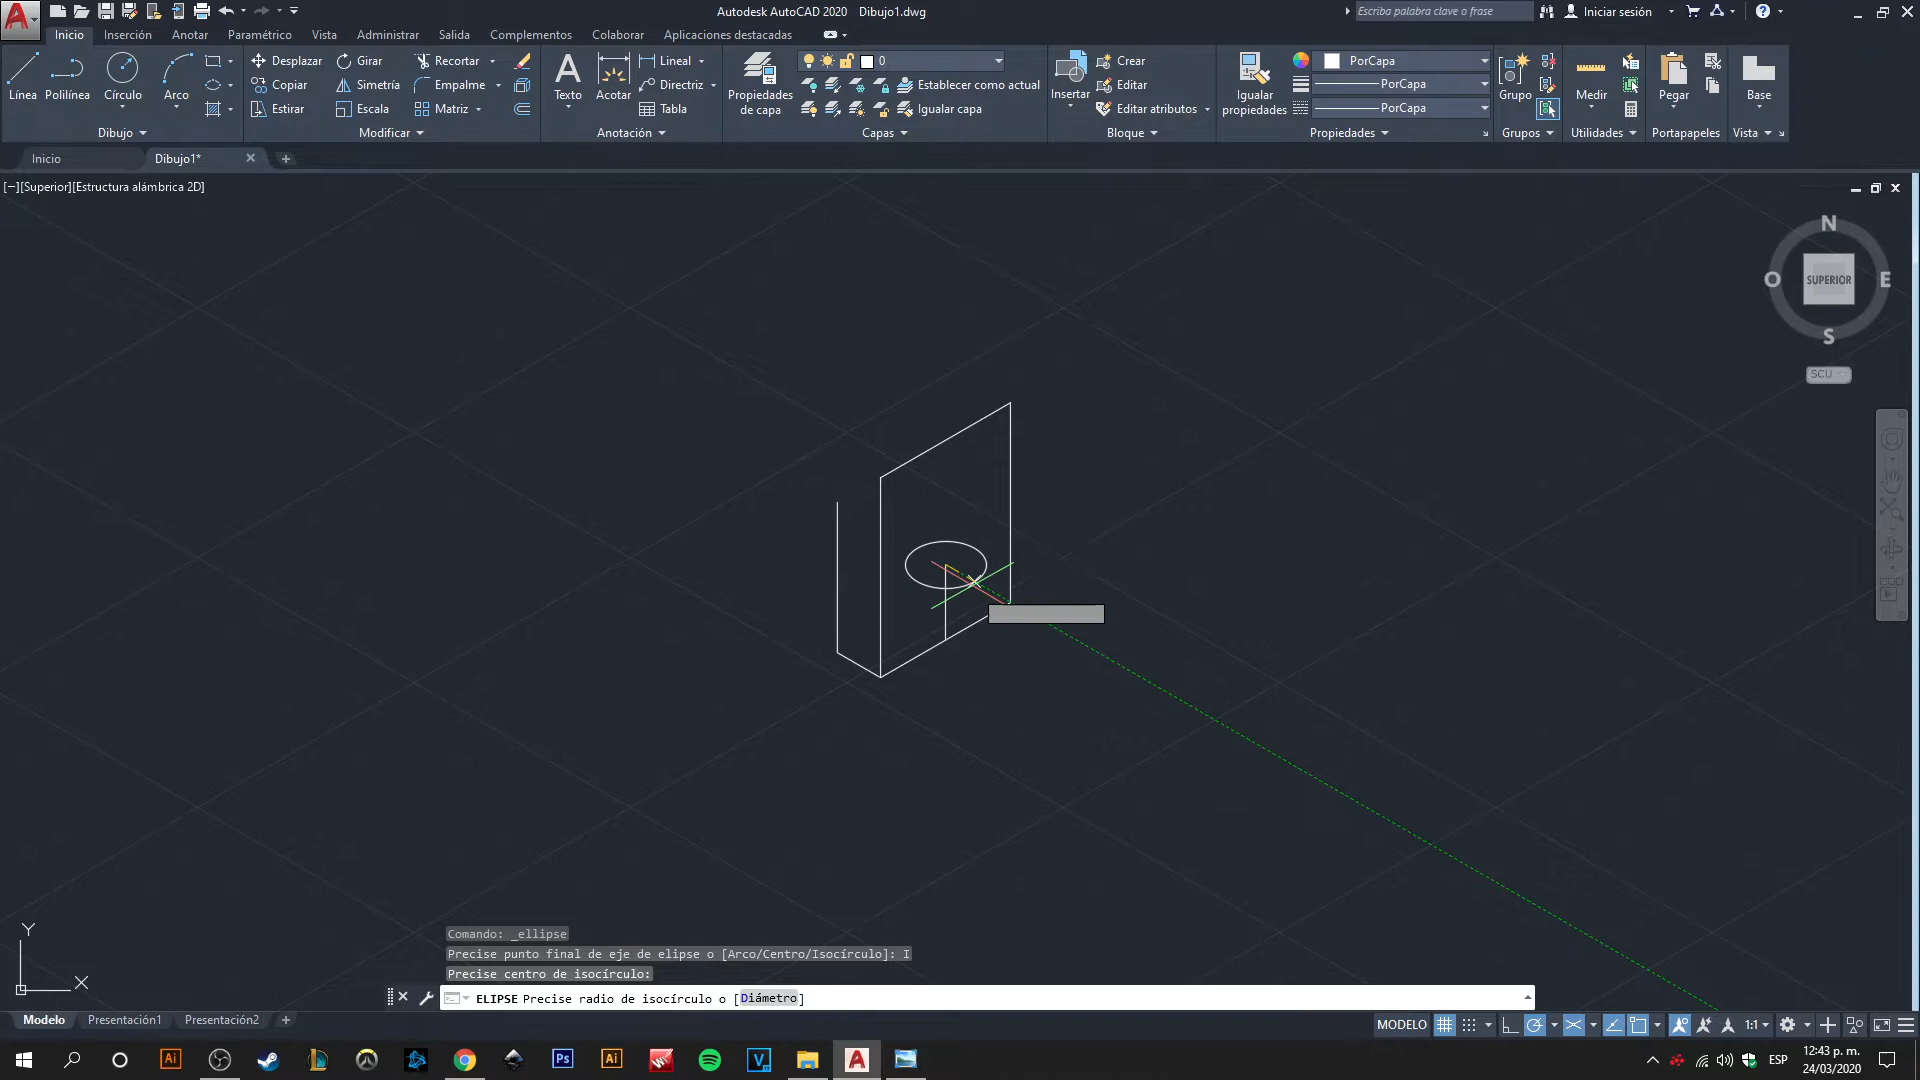 Autodesk AutoCAD 2020 Dibujo1.dwg
Escriba palabra clave o frase
Iniciar sesión
Inicio Inserción Anotar Paramétrico Vista Administrar Salida Complementos Colaborar Aplicaciones destacadas
Línea Polilínea Círculo Arco
Dibujo
Desplazar Girar Recortar
Copiar Simetría Empalme
Estirar Escala Matriz
Modificar
Texto Acotar
Lineal
Directriz
Tabla
Anotación
Propiedades de capa
0
Establecer como actual
Igualar capa
Capas
Insertar
Crear
Editar
Editar atributos
Bloque
Igualar propiedades
PorCapa
PorCapa
PorCapa
Propiedades
Grupo
Grupos
Medir
Utilidades
Pegar
Portapapeles
Base
Vista
Inicio Dibujo1*
[−][Superior][Estructura alámbrica 2D]
N
O SUPERIOR E
S
SCU
Y
X
Comando: _ellipse
Precise punto final de eje de elipse o [Arco/Centro/Isocírculo]: I
Precise centro de isocírculo:
ELIPSE Precise radio de isocírculo o [Diámetro]
Modelo Presentación1 Presentación2
MODELO 1:1
Ai Ps Ai V A
ESP
12:43 p. m.
24/03/2020